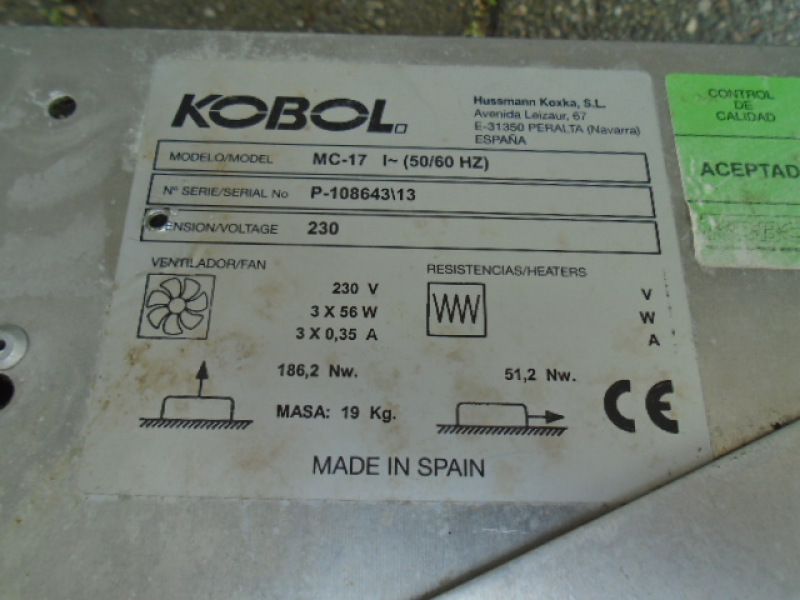 KOBOL
Hussmann Koxka, S.L.
Avenida Leizaur, 67
E-31350 PERALTA (Navarra)
ESPAÑA
CONTROL
DE
CALIDAD
ACEPTAD
MODELO/MODEL MC-17 I~ (50/60 HZ)
Nº SERIE/SERIAL No P-108643\13
ENSION/VOLTAGE 230
VENTILADOR/FAN
230 V
3 X 56 W
3 X 0,35 A
RESISTENCIAS/HEATERS
V
W
A
186,2 Nw.
51,2 Nw.
MASA: 19 Kg.
CE
MADE IN SPAIN